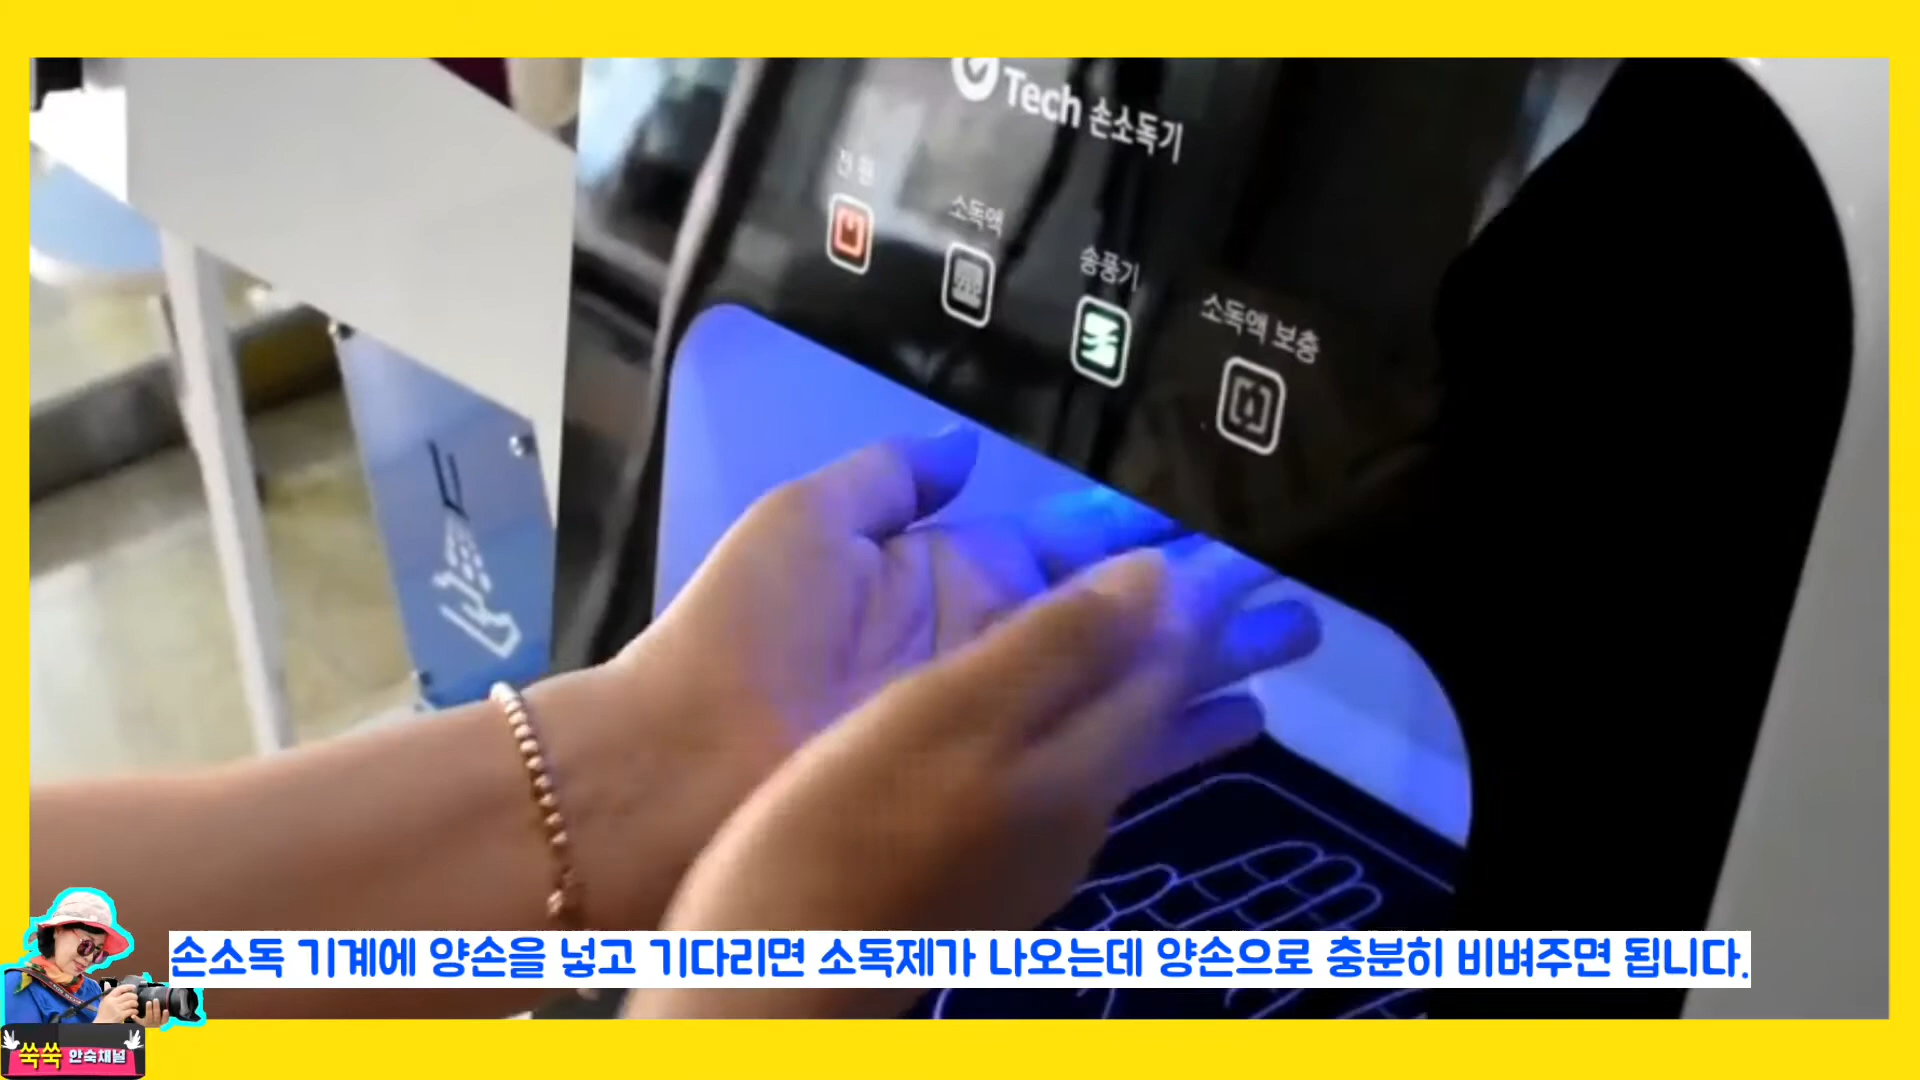 Tech 손소독기
전원
소독액
송풍기
소독액 보충
손소독 기계에 양손을 넣고 기다리면 소독제가 나오는데 양손으로 충분히 비벼주면 됩니다.
쑥쑥 안숙채널